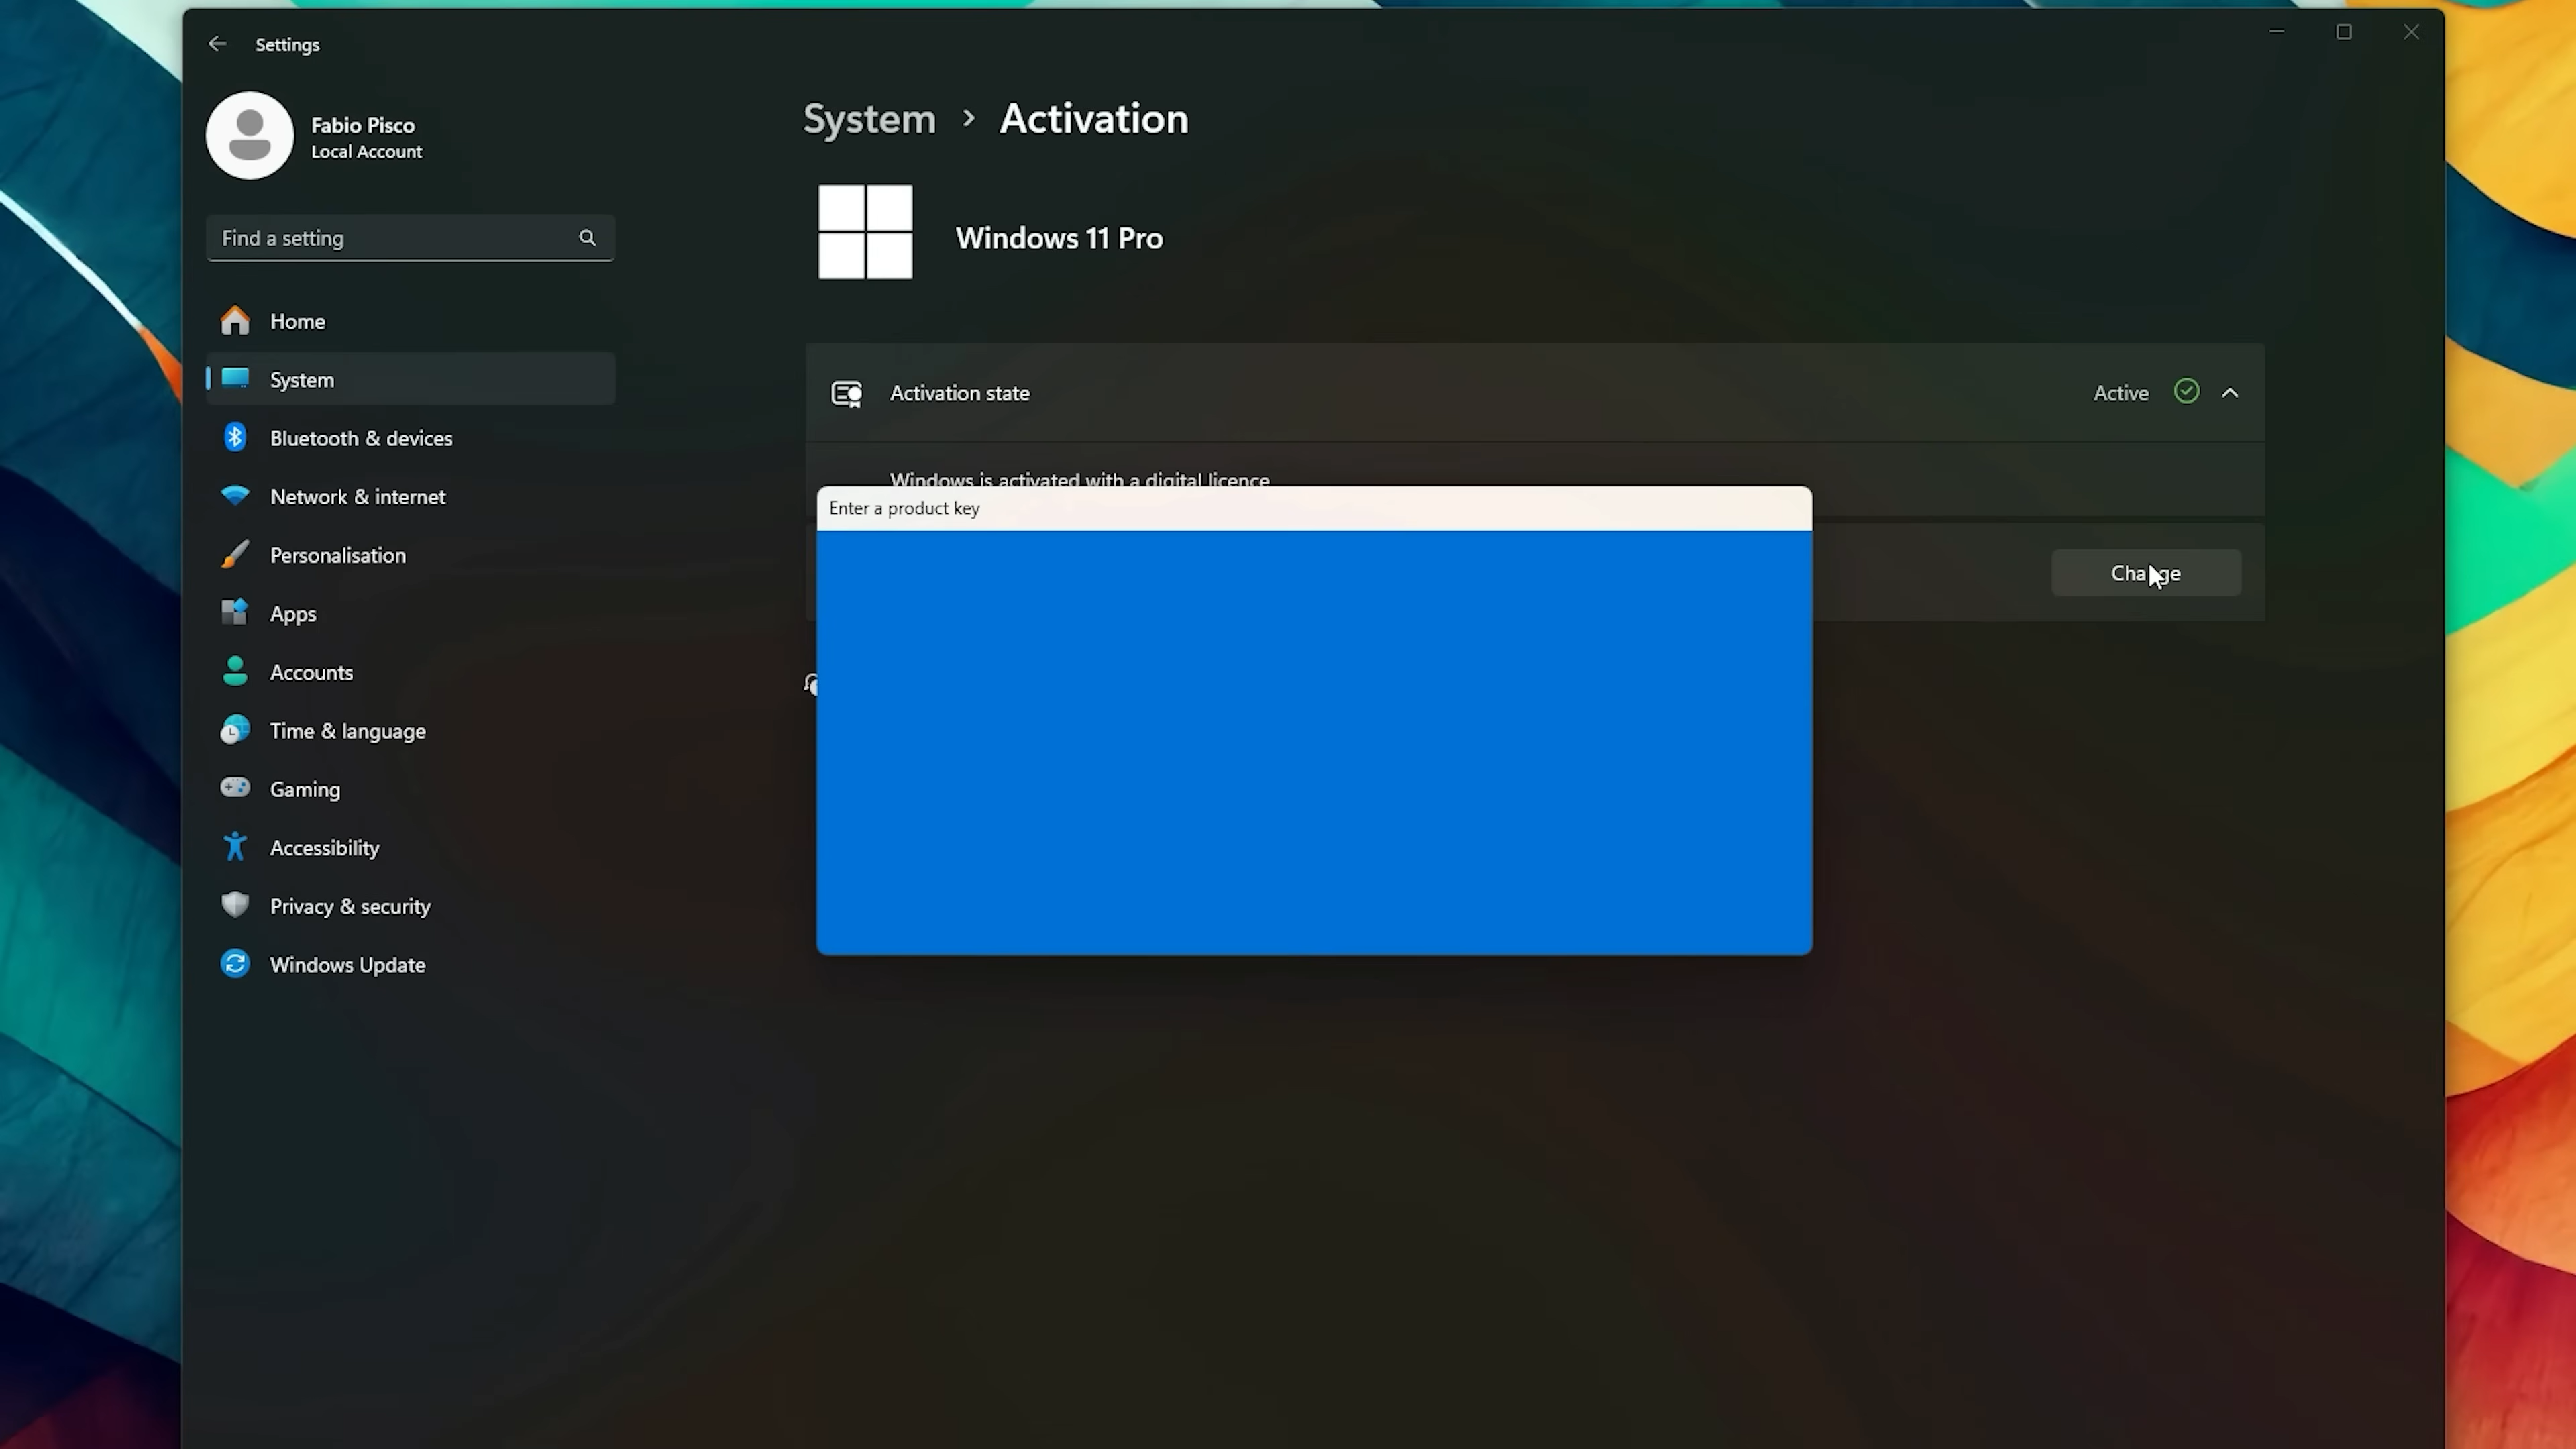 Settings
Fabio Pisco
Local Account
Find a setting
Home
System
Bluetooth & devices
Network & internet
Personalisation
Apps
Accounts
Time & language
Gaming
Accessibility
Privacy & security
Windows Update
System > Activation
Windows 11 Pro
Activation state
Active
Windows is activated with a digital licence
Enter a product key
Change